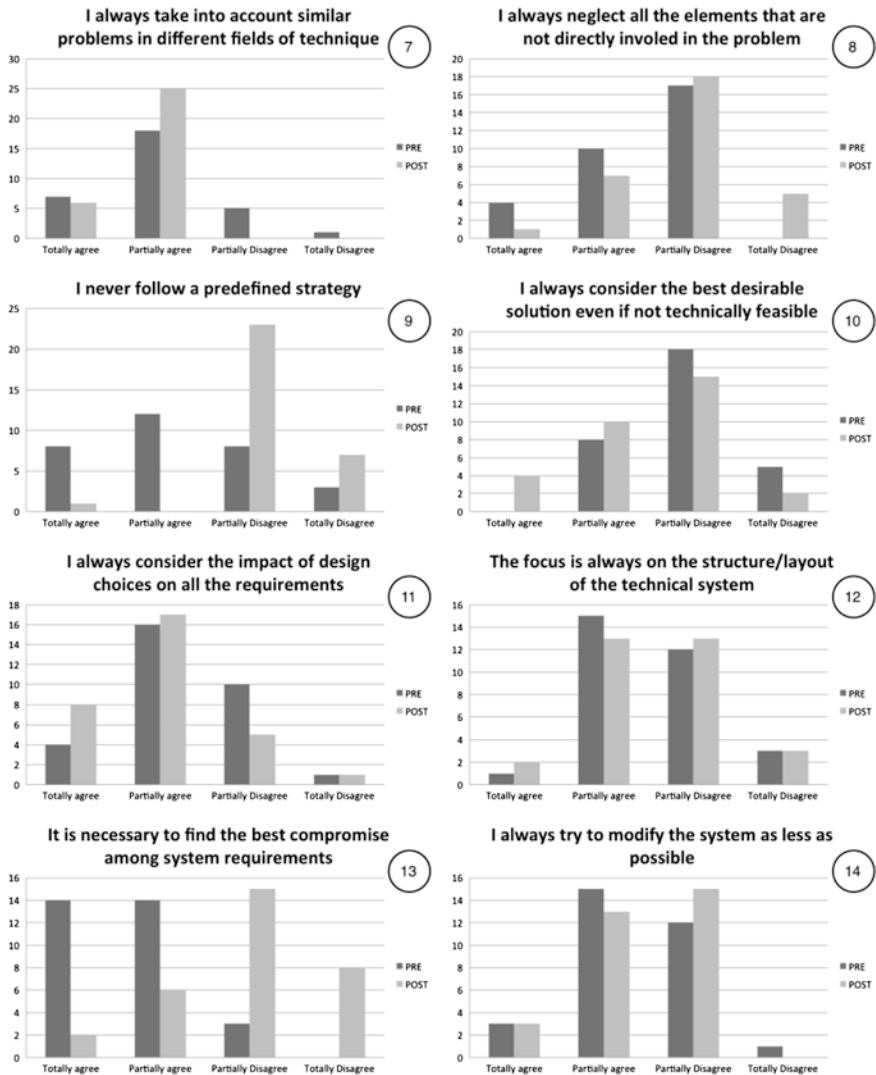 I always take into account similar
problems in different fields of technique
7
30
25
20
15
10
5
0
Totally agree Partially agree Partially Disagree Totally Disagree
PRE
POST
I always neglect all the elements that are
not directly involed in the problem
8
20
18
16
14
12
10
8
6
4
2
0
Totally agree Partially agree Partially Disagree Totally Disagree
PRE
POST
I never follow a predefined strategy
9
25
20
15
10
5
0
Totally agree Partially agree Partially Disagree Totally Disagree
PRE
POST
I always consider the best desirable
solution even if not technically feasible
10
20
18
16
14
12
10
8
6
4
2
0
Totally agree Partially agree Partially Disagree Totally Disagree
PRE
POST
I always consider the impact of design
choices on all the requirements
11
18
16
14
12
10
8
6
4
2
0
Totally agree Partially agree Partially Disagree Totally Disagree
PRE
POST
The focus is always on the structure/layout
of the technical system
12
16
14
12
10
8
6
4
2
0
Totally agree Partially agree Partially Disagree Totally Disagree
PRE
POST
It is necessary to find the best compromise
among system requirements
13
16
14
12
10
8
6
4
2
0
Totally agree Partially agree Partially Disagree Totally Disagree
PRE
POST
I always try to modify the system as less as
possible
14
16
14
12
10
8
6
4
2
0
Totally agree Partially agree Partially Disagree Totally Disagree
PRE
POST